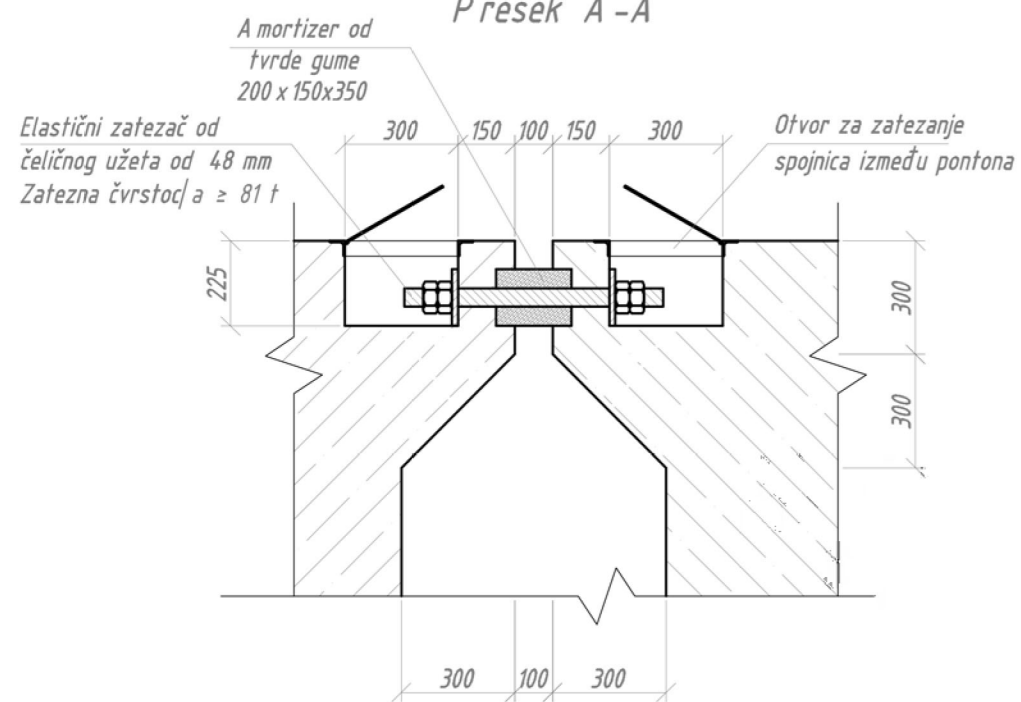 Presek A-A
Amortizer od
tvrde gume
200 x 150x350
Elastični zatezač od
čeličnog užeta od 48 mm
Zatezna čvrstoća ≥ 81 t
300 150 100 150 300
Otvor za zatezanje
spojnica između pontona
225
300
300
300 100 300